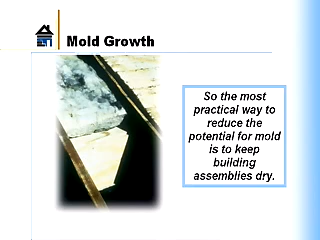 Mold Growth
So the most
practical way to
reduce the
potential for mold
is to keep
building
assemblies dry.